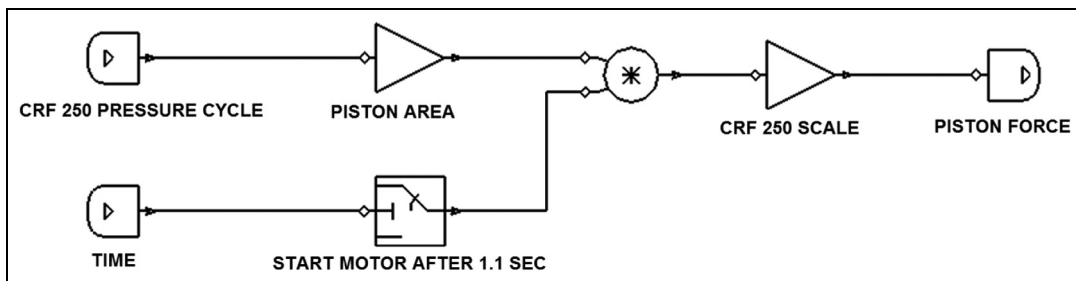 CRF 250 PRESSURE CYCLE
PISTON AREA
CRF 250 SCALE
PISTON FORCE
TIME
START MOTOR AFTER 1.1 SEC